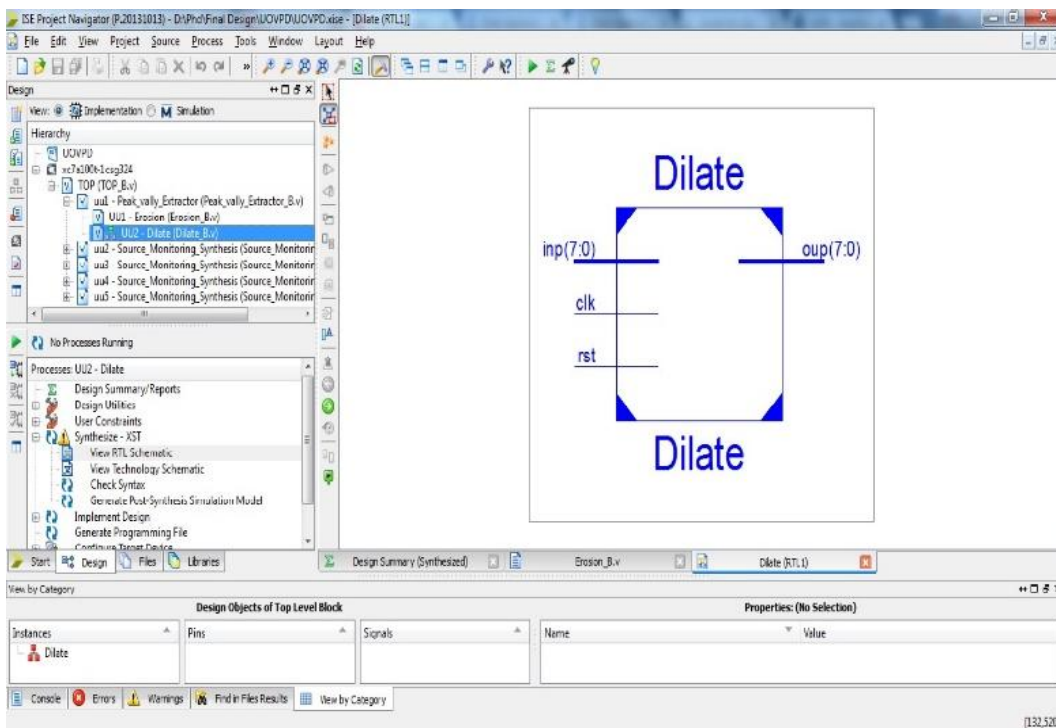 ISE Project Navigator (P.20131013) - D:\Phd\Final Design\UOVPD\UOVPD.xise - [Dilate (RTL1)]
File Edit View Project Source Process Tools Window Layout Help
Design
View: Implementation Simulation
Hierarchy
UOVPD
xc7a100t-1csg324
TOP (TOP_B.v)
uu1 - Peak_vally_Extractor (Peak_vally_Extractor_B.v)
UU1 - Erosion (Erosion_B.v)
UU2 - Dilate (Dilate_B.v)
uu2 - Source_Monitoring_Synthesis (Source_Monitorin
uu3 - Source_Monitoring_Synthesis (Source_Monitorin
uu4 - Source_Monitoring_Synthesis (Source_Monitorin
uu5 - Source_Monitoring_Synthesis (Source_Monitorin
No Processes Running
Processes: UU2 - Dilate
Design Summary/Reports
Design Utilities
User Constraints
Synthesize - XST
View RTL Schematic
View Technology Schematic
Check Syntax
Generate Post-Synthesis Simulation Model
Implement Design
Generate Programming File
Configure Target Device
Start Design Files Libraries
Dilate
inp(7:0) oup(7:0)
clk
rst
Dilate
Design Summary (Synthesized) Erosion_B.v Dilate (RTL1)
View by Category
Design Objects of Top Level Block Properties: (No Selection)
Instances Pins Signals Name Value
Dilate
Console Errors Warnings Find in Files Results View by Category
[132,520